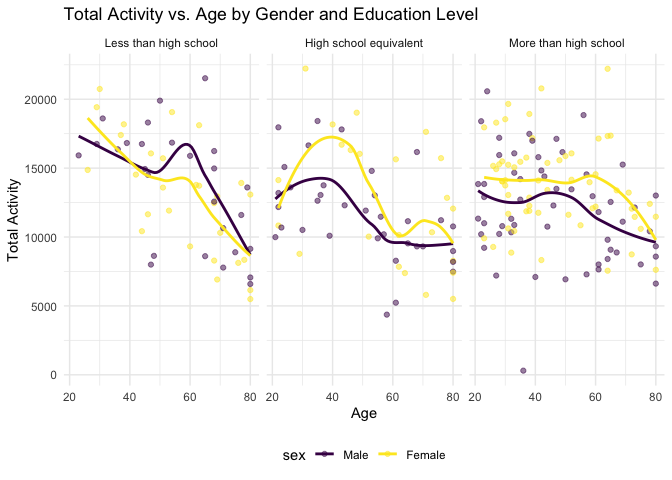 Total Activity vs. Age by Gender and Education Level
Less than high school
High school equivalent
More than high school
Total Activity
20000
15000
10000
5000
0
20 40 60 80
20 40 60 80
20 40 60 80
Age
sex Male Female